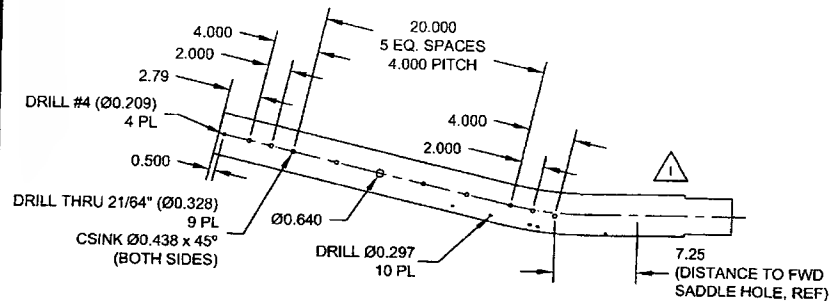 20.000
5 EQ. SPACES
4.000 PITCH
4.000
2.000
2.79
DRILL #4 (Ø0.209)
4 PL
4.000
2.000
0.500
1
DRILL THRU 21/64" (Ø0.328)
9 PL
CSINK Ø0.438 x 45°
(BOTH SIDES)
Ø0.640
DRILL Ø0.297
10 PL
7.25
(DISTANCE TO FWD
SADDLE HOLE, REF)